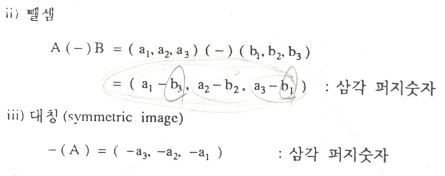 ii) 뺄셈
A (−) B = ( a₁, a₂, a₃ ) (−) ( b₁, b₂, b₃ )
= ( a₁ − b₃, a₂ − b₂, a₃ − b₁ ) : 삼각 퍼지숫자
iii) 대칭 (symmetric image)
− ( A ) = ( −a₃, −a₂, −a₁ ) : 삼각 퍼지숫자